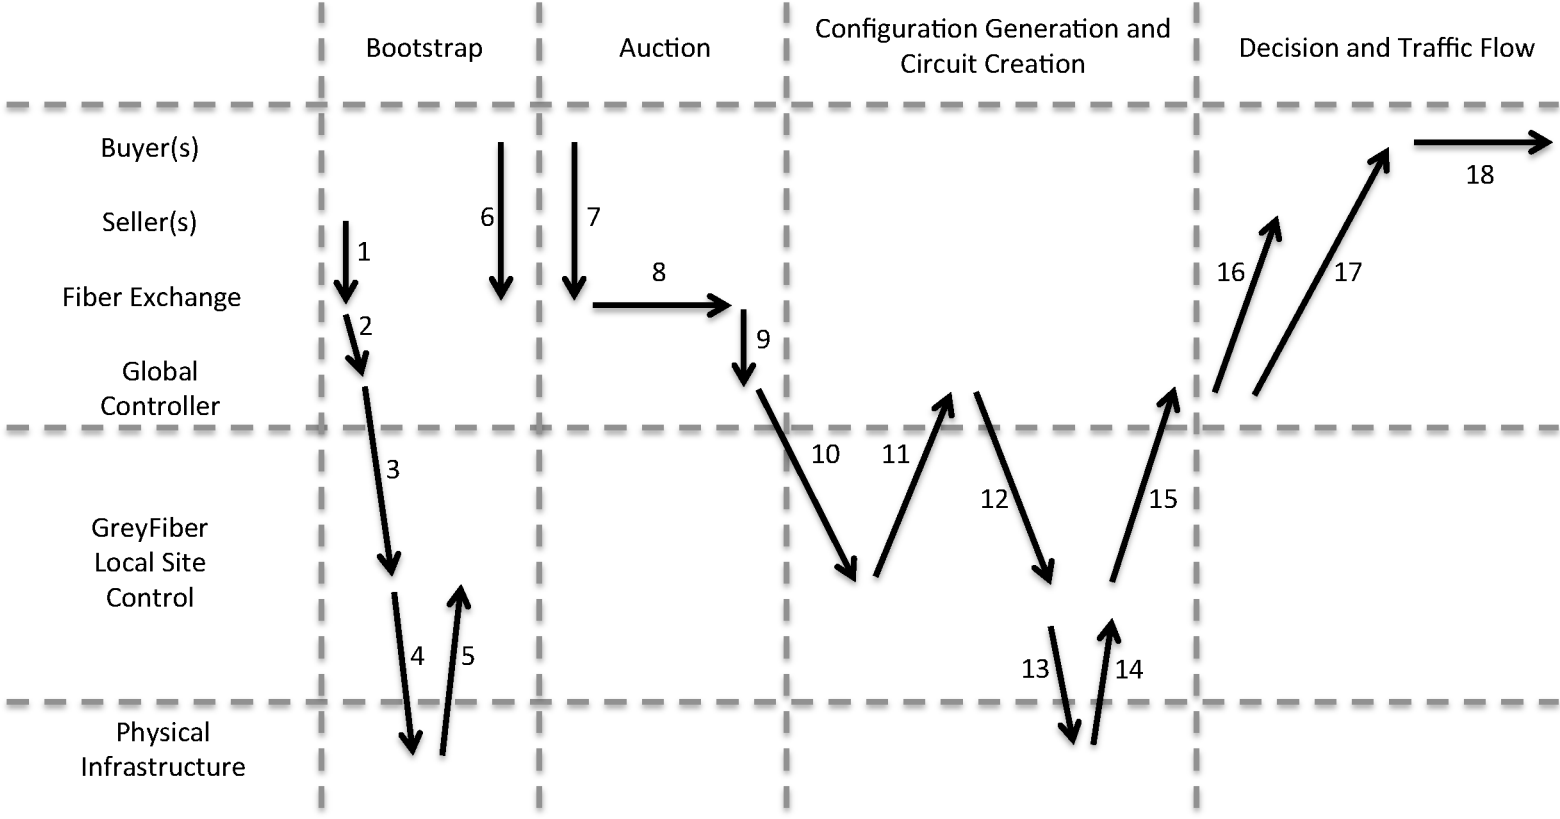 Bootstrap
Auction
Configuration Generation and
Circuit Creation
Decision and Traffic Flow
Buyer(s)
Seller(s)
Fiber Exchange
Global
Controller
GreyFiber
Local Site
Control
Physical
Infrastructure
1
2
3
4
5
6
7
8
9
10
11
12
13
14
15
16
17
18